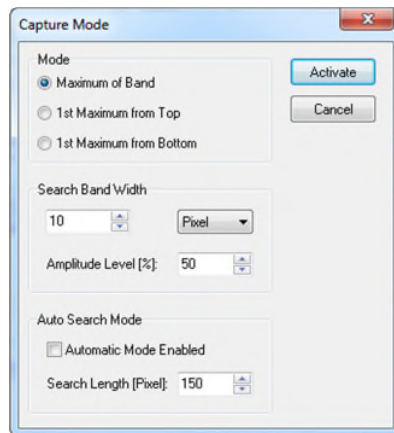 Capture Mode
Mode
Maximum of Band
1st Maximum from Top
1st Maximum from Bottom
Activate
Cancel
Search Band Width
10 Pixel
Amplitude Level [%]: 50
Auto Search Mode
Automatic Mode Enabled
Search Length [Pixel]: 150